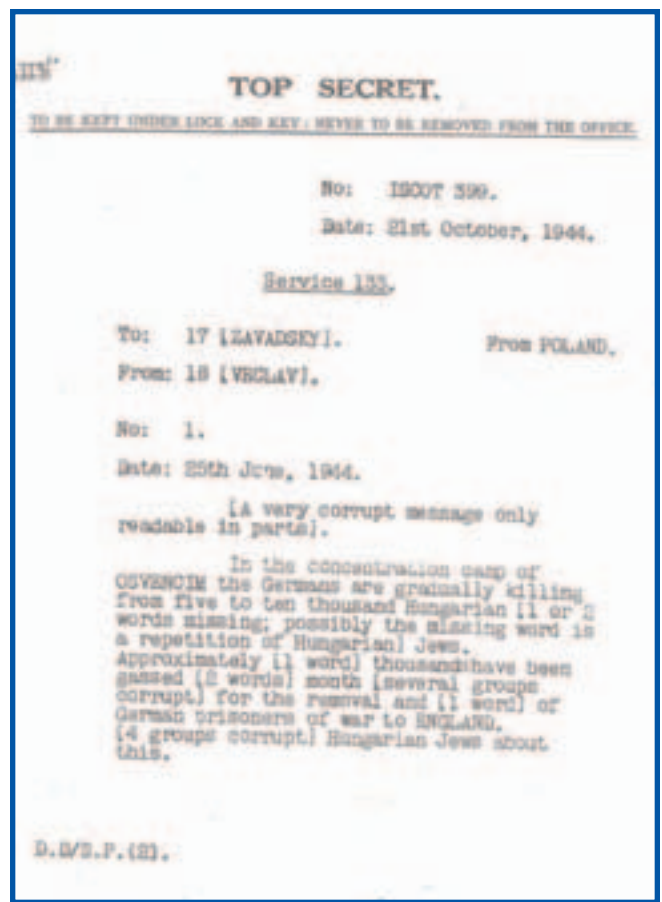 TOP SECRET.
TO BE KEPT UNDER LOCK AND KEY: NEVER TO BE REMOVED FROM THE OFFICE.
No: ISCOT 399.
Date: 21st October, 1944.
Service 133.
To: 17 [ZAVADSKY]. From POLAND.
From: 18 [VECLAV].
No: 1.
Date: 25th June, 1944.
[A very corrupt message only
readable in parts].
In the concentration camp of
OSVENCIM the Germans are gradually killing
from five to ten thousand Hungarian [1 or 2
words missing; possibly the missing word is
a repetition of Hungarian] Jews.
Approximately [1 word] thousand have been
gassed [2 words] month [several groups
corrupt] for the removal and [1 word] of
German prisoners of war to ENGLAND.
[4 groups corrupt] Hungarian Jews about
this.
D.D/S.P.(2).